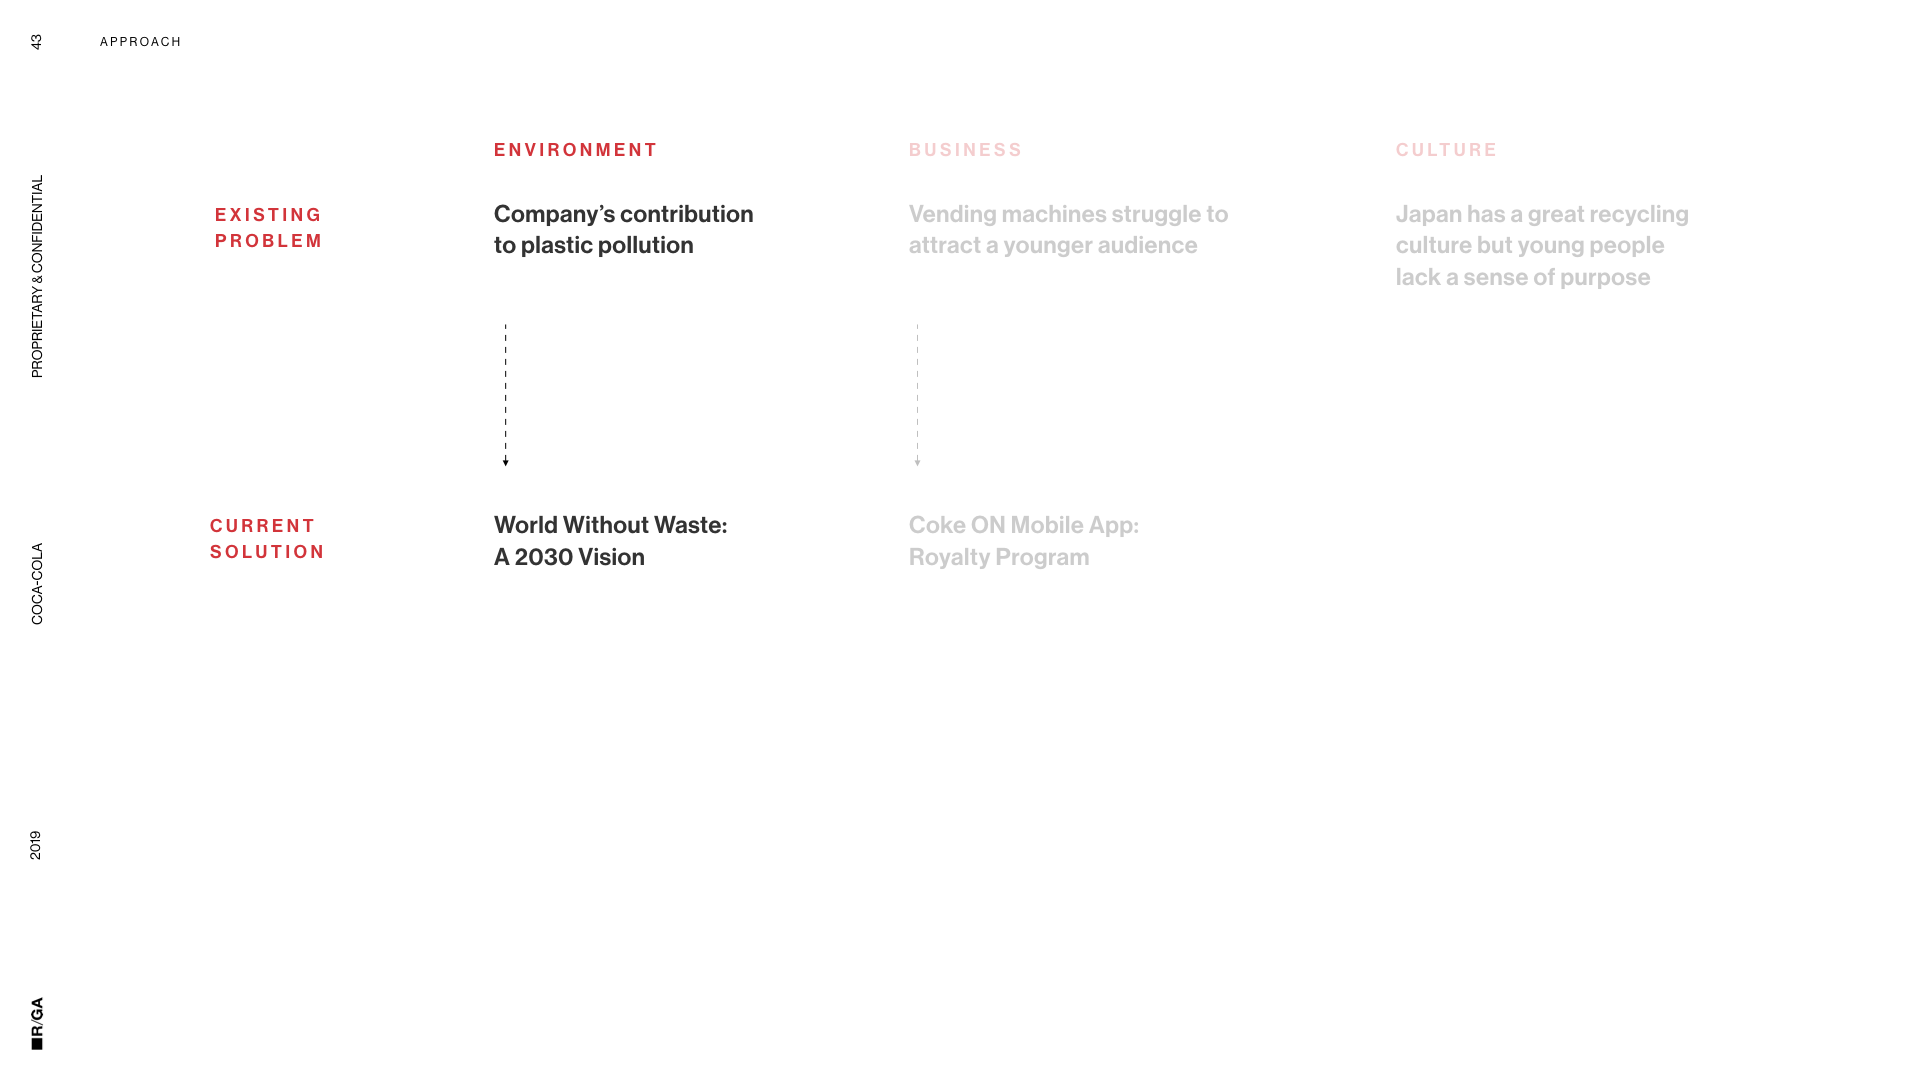 43
APPROACH
PROPRIETARY & CONFIDENTIAL
COCA-COLA
2019
R/GA
ENVIRONMENT
BUSINESS
CULTURE
EXISTING
PROBLEM
Company’s contribution
to plastic pollution
Vending machines struggle to
attract a younger audience
Japan has a great recycling
culture but young people
lack a sense of purpose
CURRENT
SOLUTION
World Without Waste:
A 2030 Vision
Coke ON Mobile App:
Royalty Program